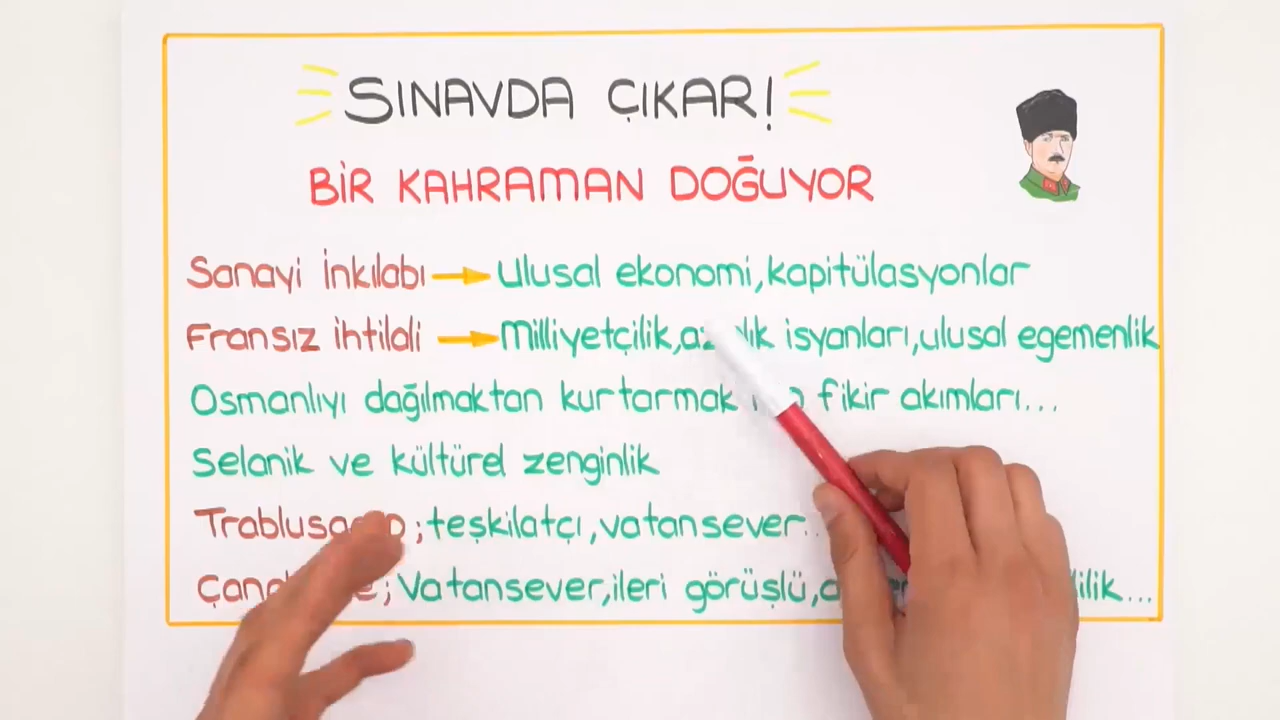 SINAVDA ÇIKAR!
BİR KAHRAMAN DOĞUYOR
Sanayi İnkılabı → Ulusal ekonomi, kapitülasyonlar
Fransız ihtilali → Milliyetçilik, isyanları, ulusal egemenlik
Osmanlıyı dağılmaktan kurtarmak fikir akımları...
Selanik ve kültürel zenginlik
; teşkilatçı, vatansever..
; Vatansever, ileri görüşlü,